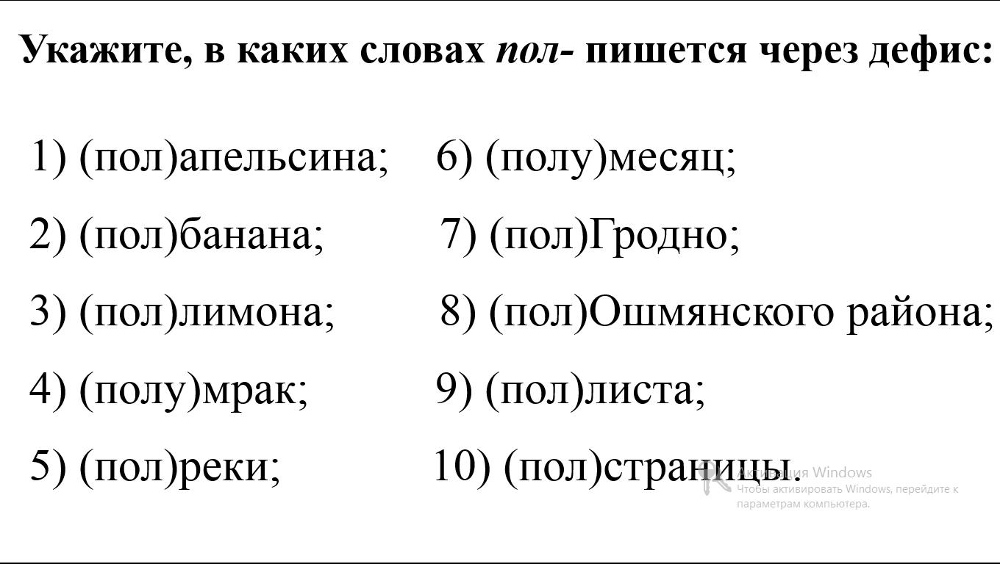 Укажите, в каких словах пол- пишется через дефис:
1) (пол)апельсина; 6) (полу)месяц;
2) (пол)банана; 7) (пол)Гродно;
3) (пол)лимона; 8) (пол)Ошмянского района;
4) (полу)мрак; 9) (пол)листа;
5) (пол)реки; 10) (пол)страницы.
Активация Windows
Чтобы активировать Windows, перейдите к
параметрам компьютера.